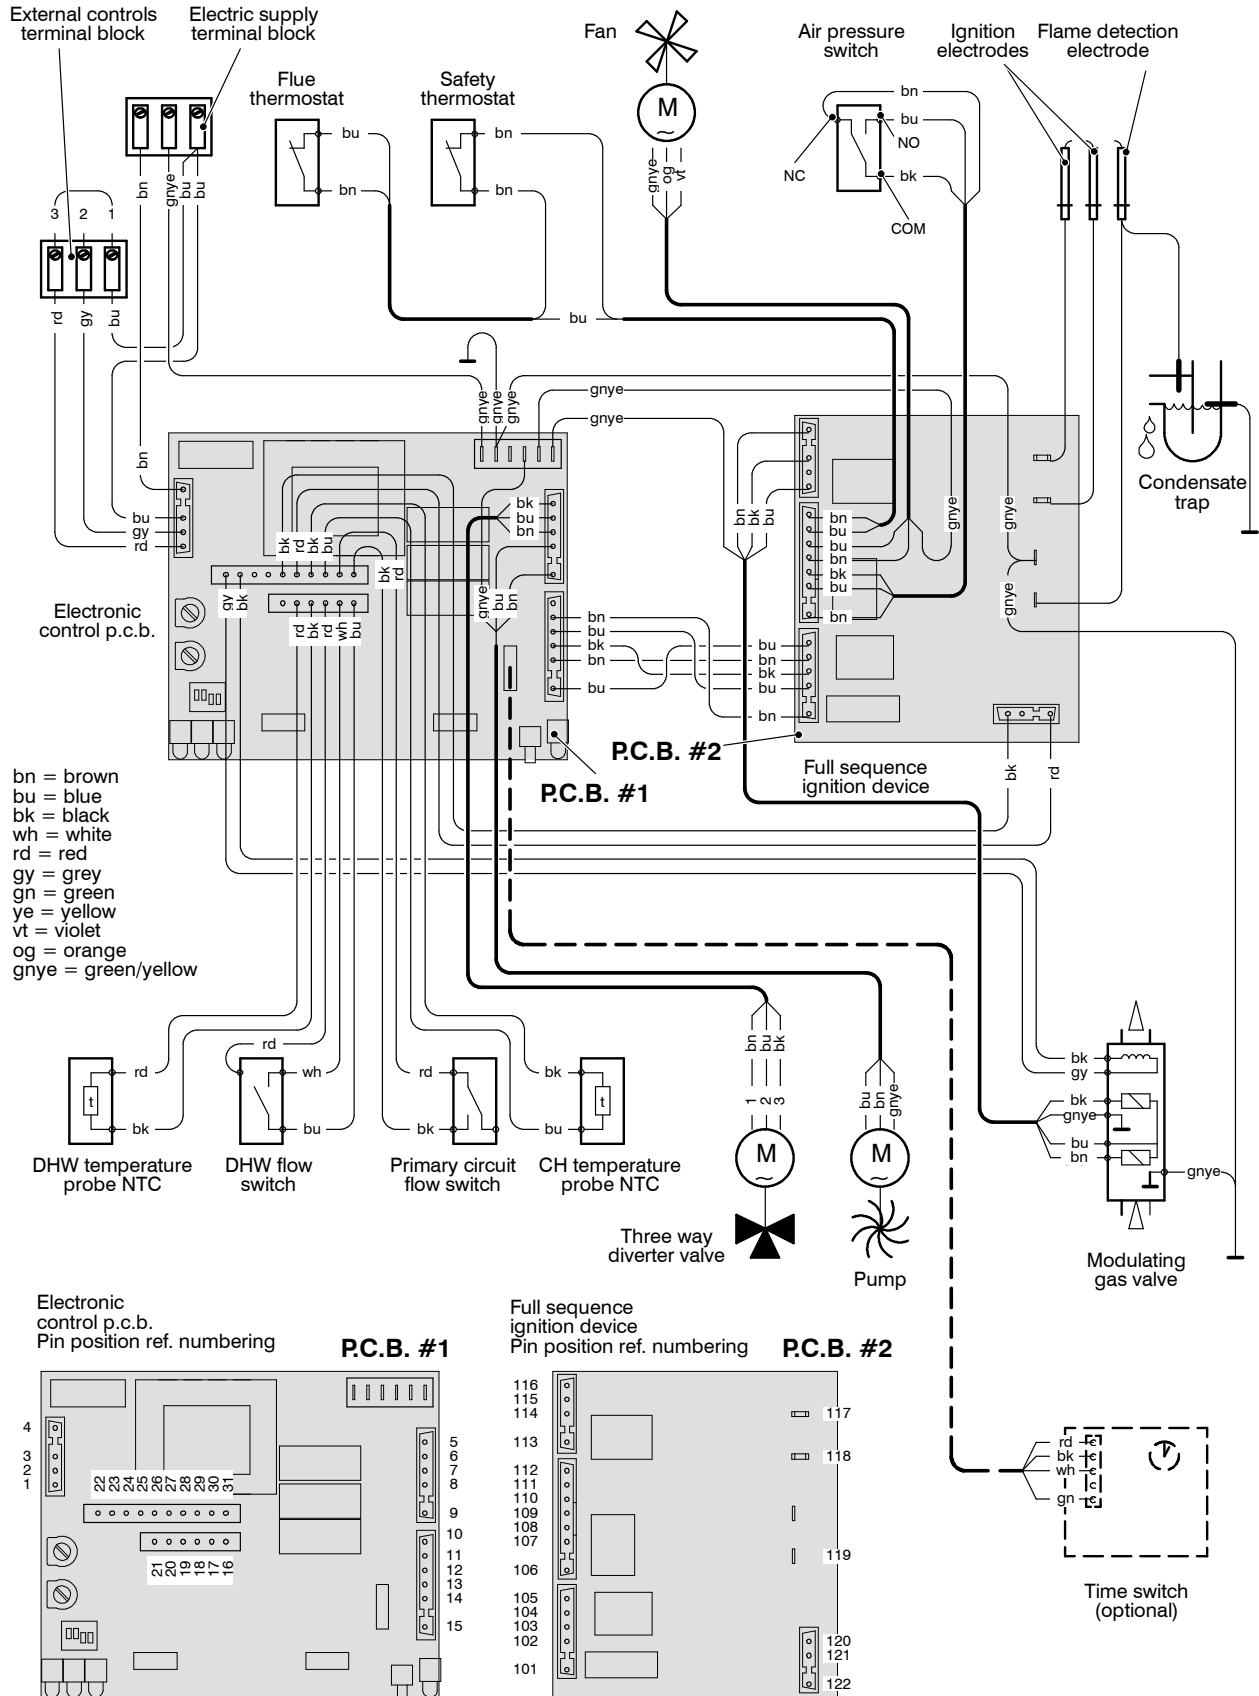 External controls
terminal block
Electric supply
terminal block
Fan
Air pressure
switch
Ignition
electrodes
Flame detection
electrode
Flue
thermostat
Safety
thermostat
M
~
bu
bn
bn
bn
gnye
og
vt
bn
bu
NO
NC
bk
COM
bn
gnye
bu
bu
3
2
1
rd
gy
bu
bu
gnye
gnye
gnye
gnye
gnye
Condensate
trap
bn
bu
gy
rd
bk
rd
bk
bu
bk
rd
bk
bu
bn
gy
bk
rd
bk
rd
wh
bu
gnye
bu
bn
bn
bk
bu
bn
bu
bu
bn
bk
bu
bn
gnye
gnye
gnye
Electronic
control p.c.b.
bn
bu
bk
bn
bu
bu
bn
bk
bu
bn
P.C.B. #2
P.C.B. #1
Full sequence
ignition device
bk
rd
bn = brown
bu = blue
bk = black
wh = white
rd = red
gy = grey
gn = green
ye = yellow
vt = violet
og = orange
gnye = green/yellow
rd
bk
t
rd
wh
bu
rd
bk
bk
bu
t
bn
bu
bk
1
2
3
M
~
bu
bn
gnye
M
~
bk
gy
bk
gnye
bu
bn
gnye
DHW temperature
probe NTC
DHW flow
switch
Primary circuit
flow switch
CH temperature
probe NTC
Three way
diverter valve
Pump
Modulating
gas valve
Electronic
control p.c.b.
Pin position ref. numbering
P.C.B. #1
Full sequence
ignition device
Pin position ref. numbering
P.C.B. #2
4
3
2
1
22
23
24
25
26
27
28
29
30
31
21
20
19
18
17
16
5
6
7
8
9
10
11
12
13
14
15
116
115
114
113
112
111
110
109
108
107
106
105
104
103
102
101
117
118
119
120
121
122
rd
bk
wh
gn
c
c
c
c
c
Time switch
(optional)